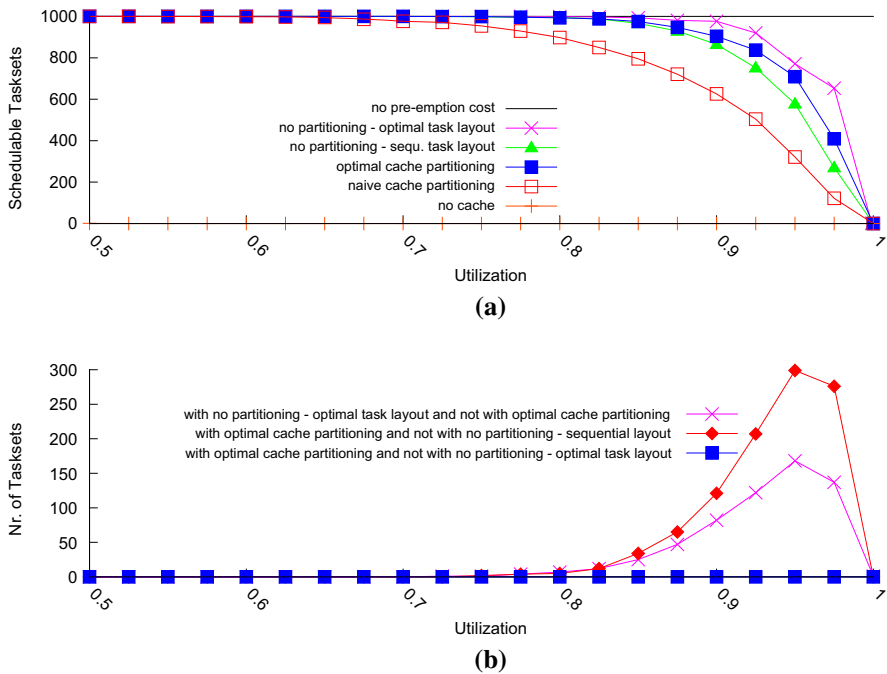 1000
800
600
400
200
0
Schedulable Tasksets
no pre-emption cost
no partitioning - optimal task layout
no partitioning - sequ. task layout
optimal cache partitioning
naive cache partitioning
no cache
0.5
0.6
0.7
0.8
0.9
1
Utilization
(a)
300
250
200
150
100
50
0
Nr. of Tasksets
with no partitioning - optimal task layout and not with optimal cache partitioning
with optimal cache partitioning and not with no partitioning - sequential layout
with optimal cache partitioning and not with no partitioning - optimal task layout
0.5
0.6
0.7
0.8
0.9
1
Utilization
(b)